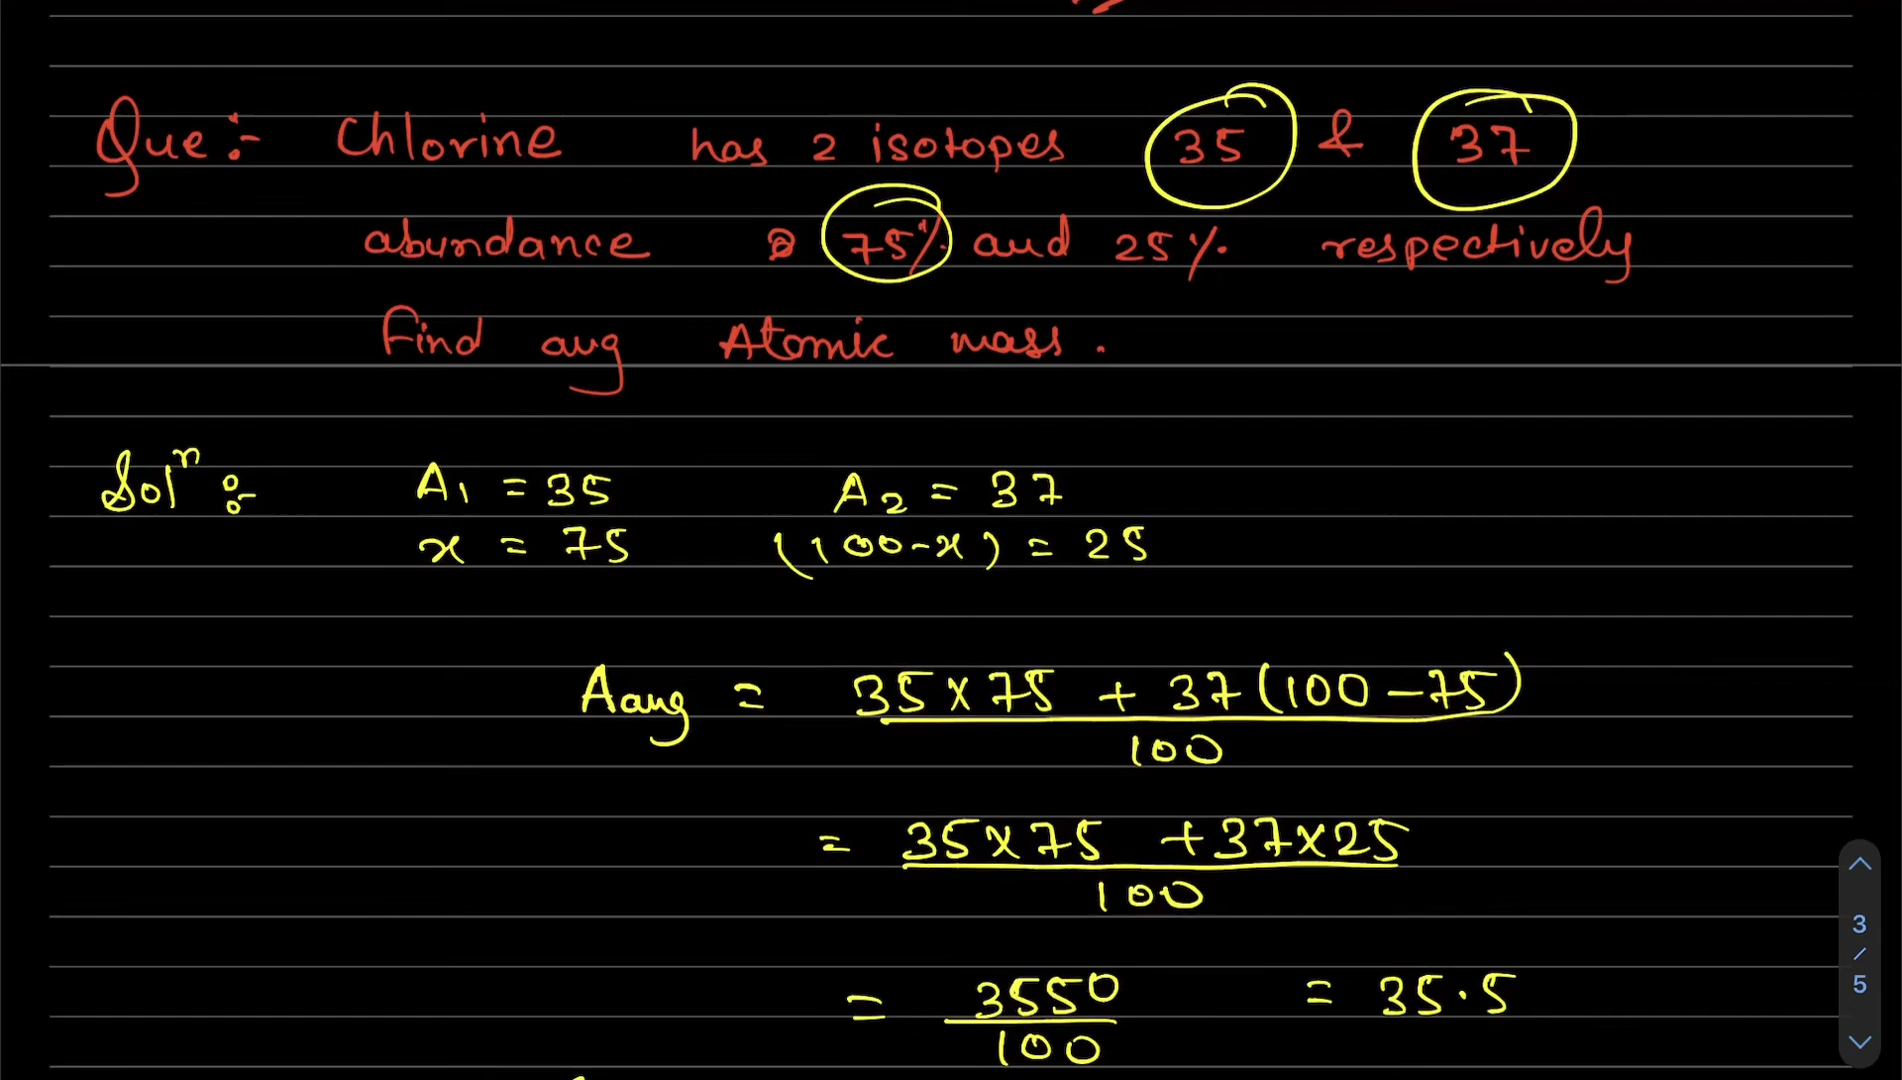 Que:- Chlorine has 2 isotopes 35 & 37
abundance 75% and 25% respectively
find avg Atomic mass.
Solⁿ :- A₁ = 35 A₂ = 37
x = 75 (100-x) = 25
Aavg = 35×75 + 37(100-75)
100
= 35×75 + 37×25
100
= 3550 = 35.5
100
3
/
5